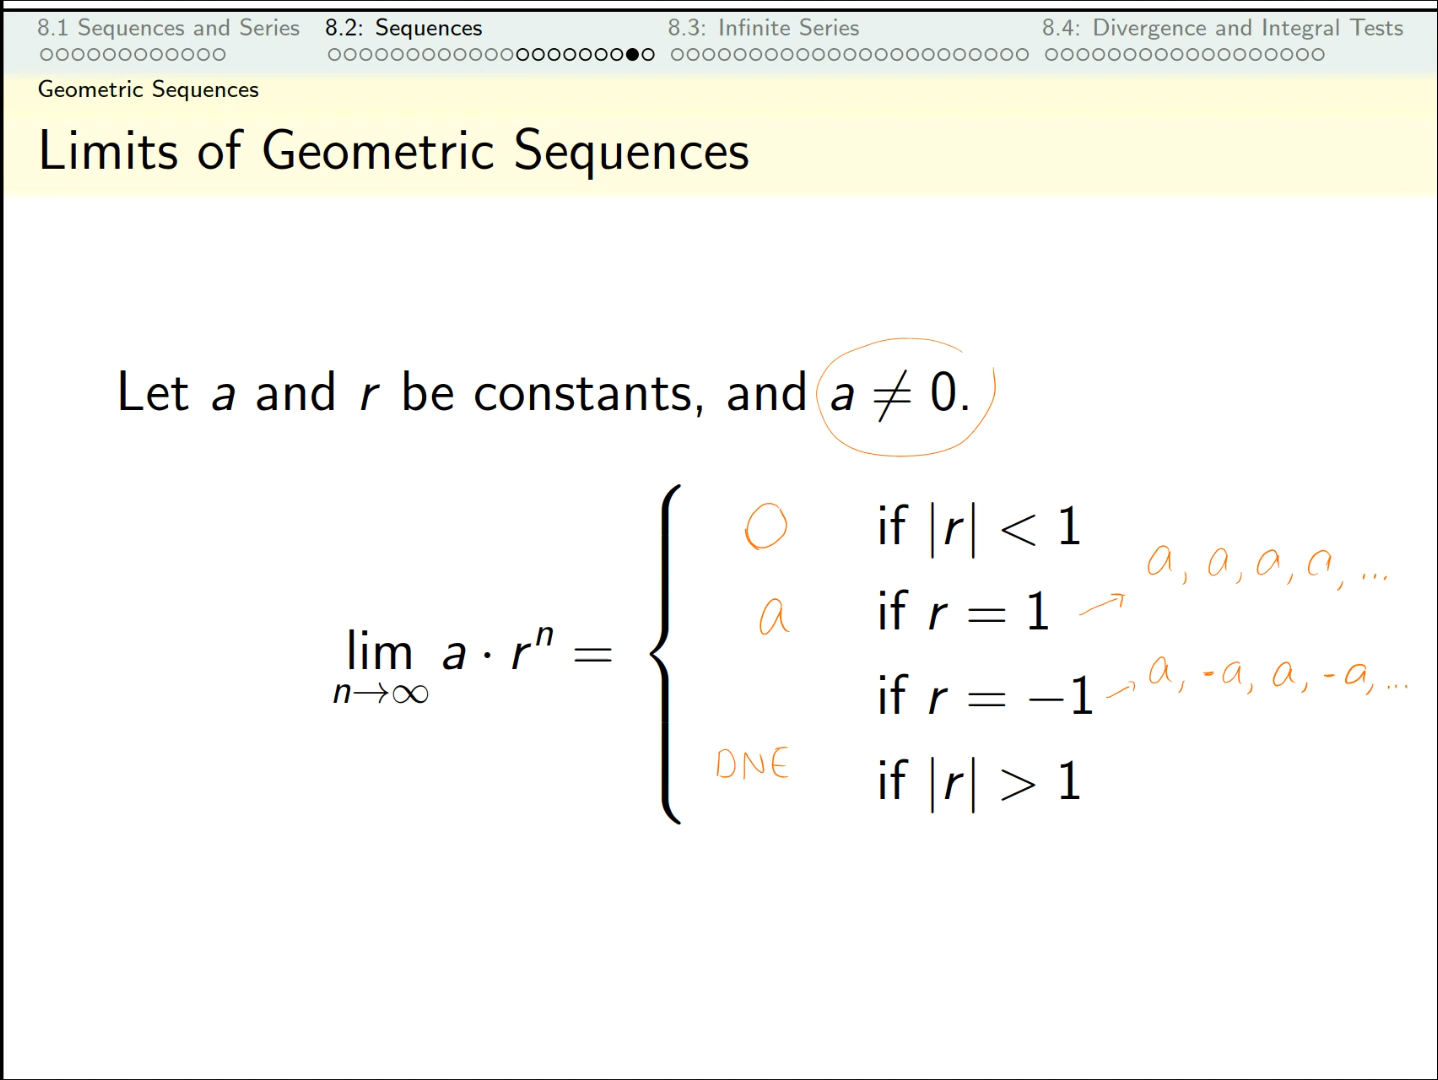 8.1 Sequences and Series 8.2: Sequences 8.3: Infinite Series 8.4: Divergence and Integral Tests
Geometric Sequences
Limits of Geometric Sequences
Let a and r be constants, and a ≠ 0.
0 if |r| < 1
a, a, a, a, ...
a if r = 1
lim a · rⁿ =
n→∞
if r = −1
a, -a, a, -a, ...
DNE if |r| > 1